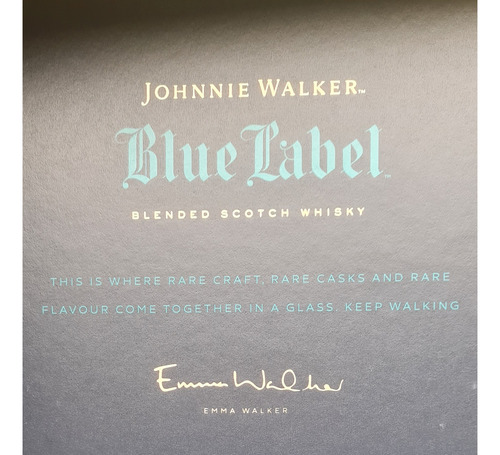 JOHNNIE WALKER™
Blue Label™
BLENDED SCOTCH WHISKY
THIS IS WHERE RARE CRAFT, RARE CASKS AND RARE
FLAVOUR COME TOGETHER IN A GLASS. KEEP WALKING
Emma Walker
EMMA WALKER